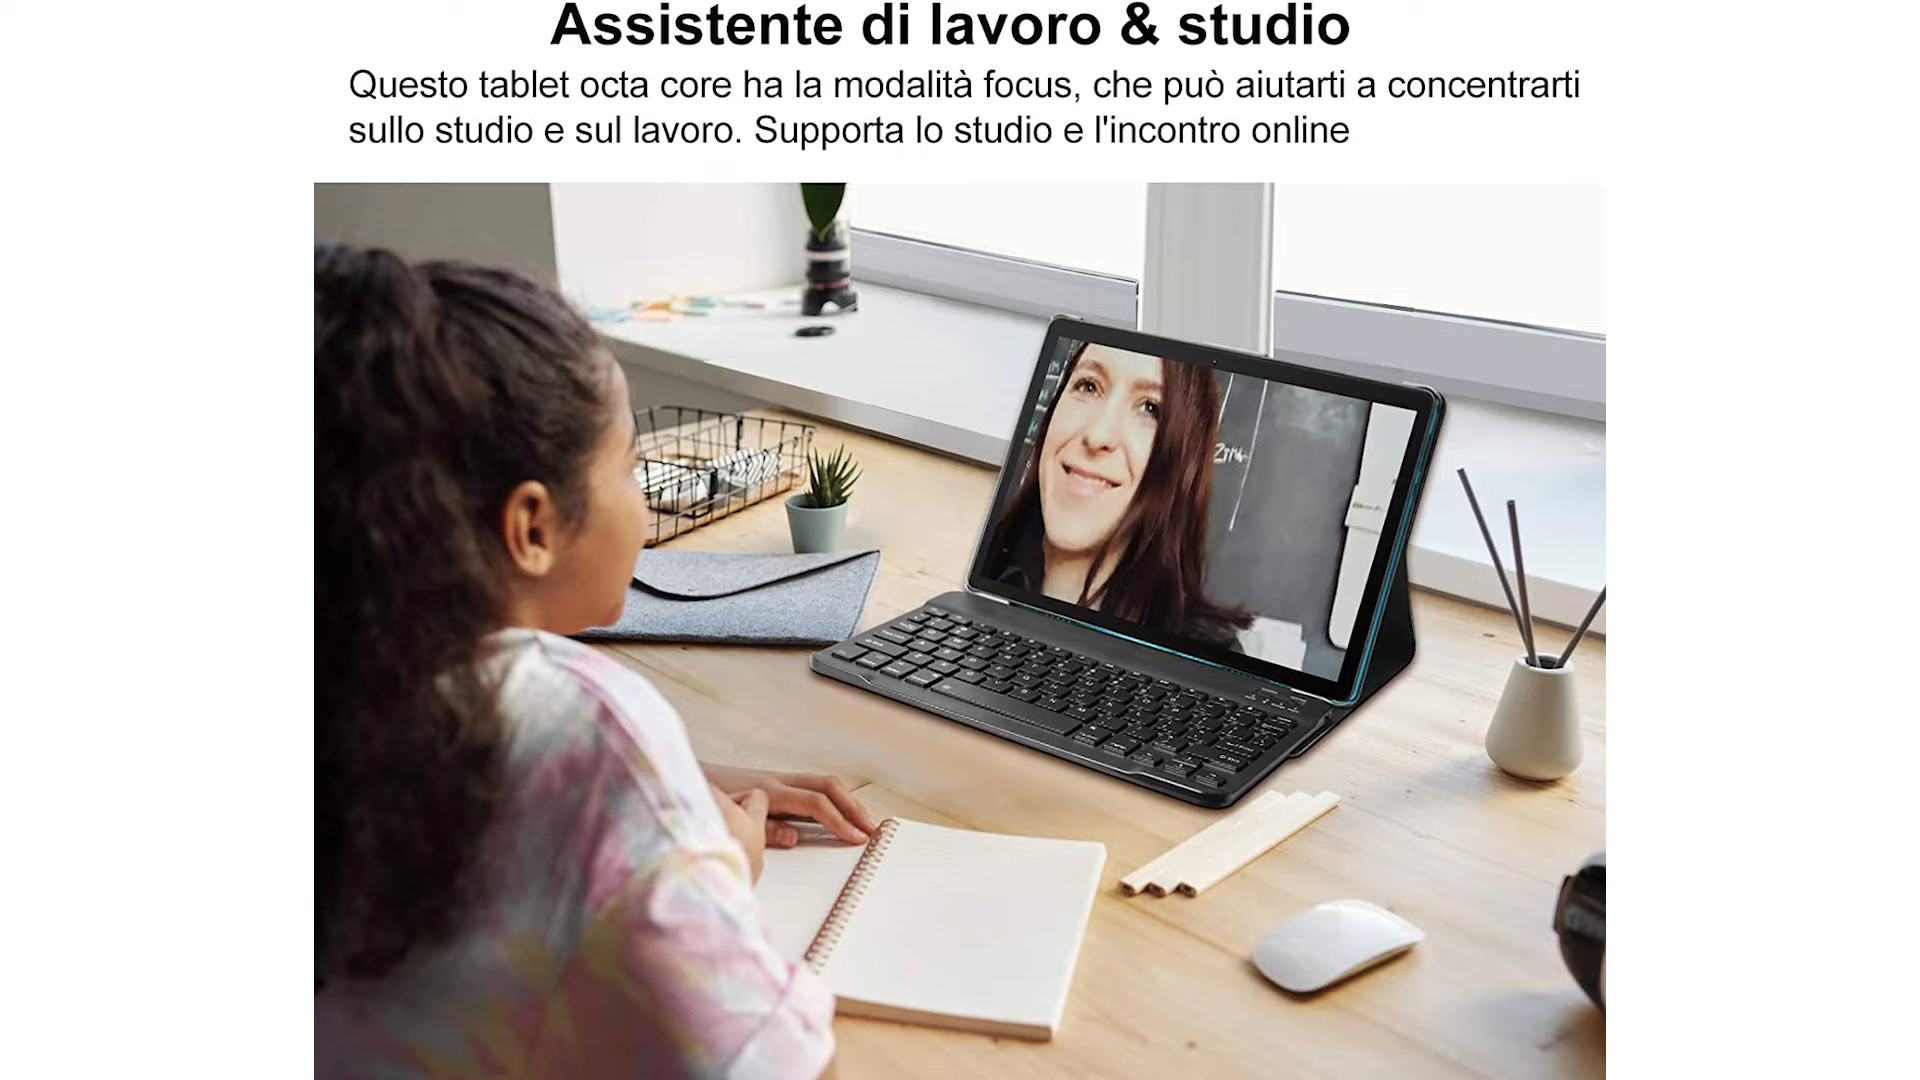 Assistente di lavoro & studio
Questo tablet octa core ha la modalità focus, che può aiutarti a concentrarti
sullo studio e sul lavoro. Supporta lo studio e l'incontro online